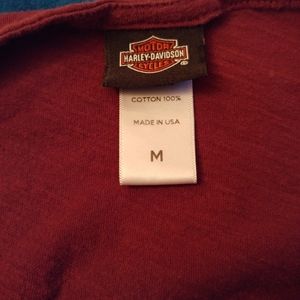 MOTOR
HARLEY-DAVIDSON
CYCLES
®
COTTON 100%
MADE IN USA
M